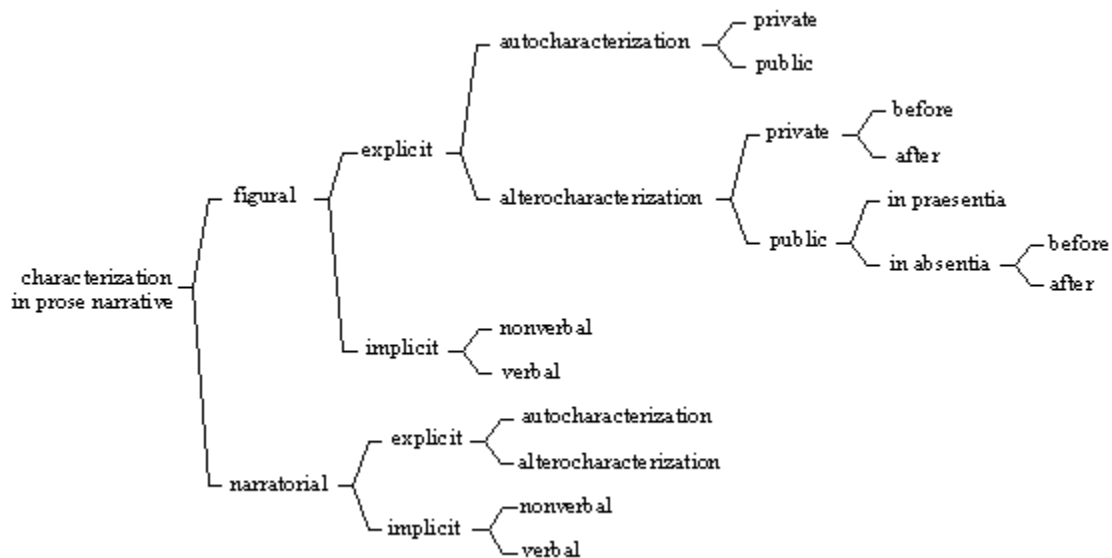 private
autocharacterization
public
before
private
explicit
after
figural
alterocharacterization
in praesentia
public
before
in absentia
characterization
in prose narrative
after
nonverbal
implicit
verbal
autocharacterization
explicit
alterocharacterization
narratorial
nonverbal
implicit
verbal